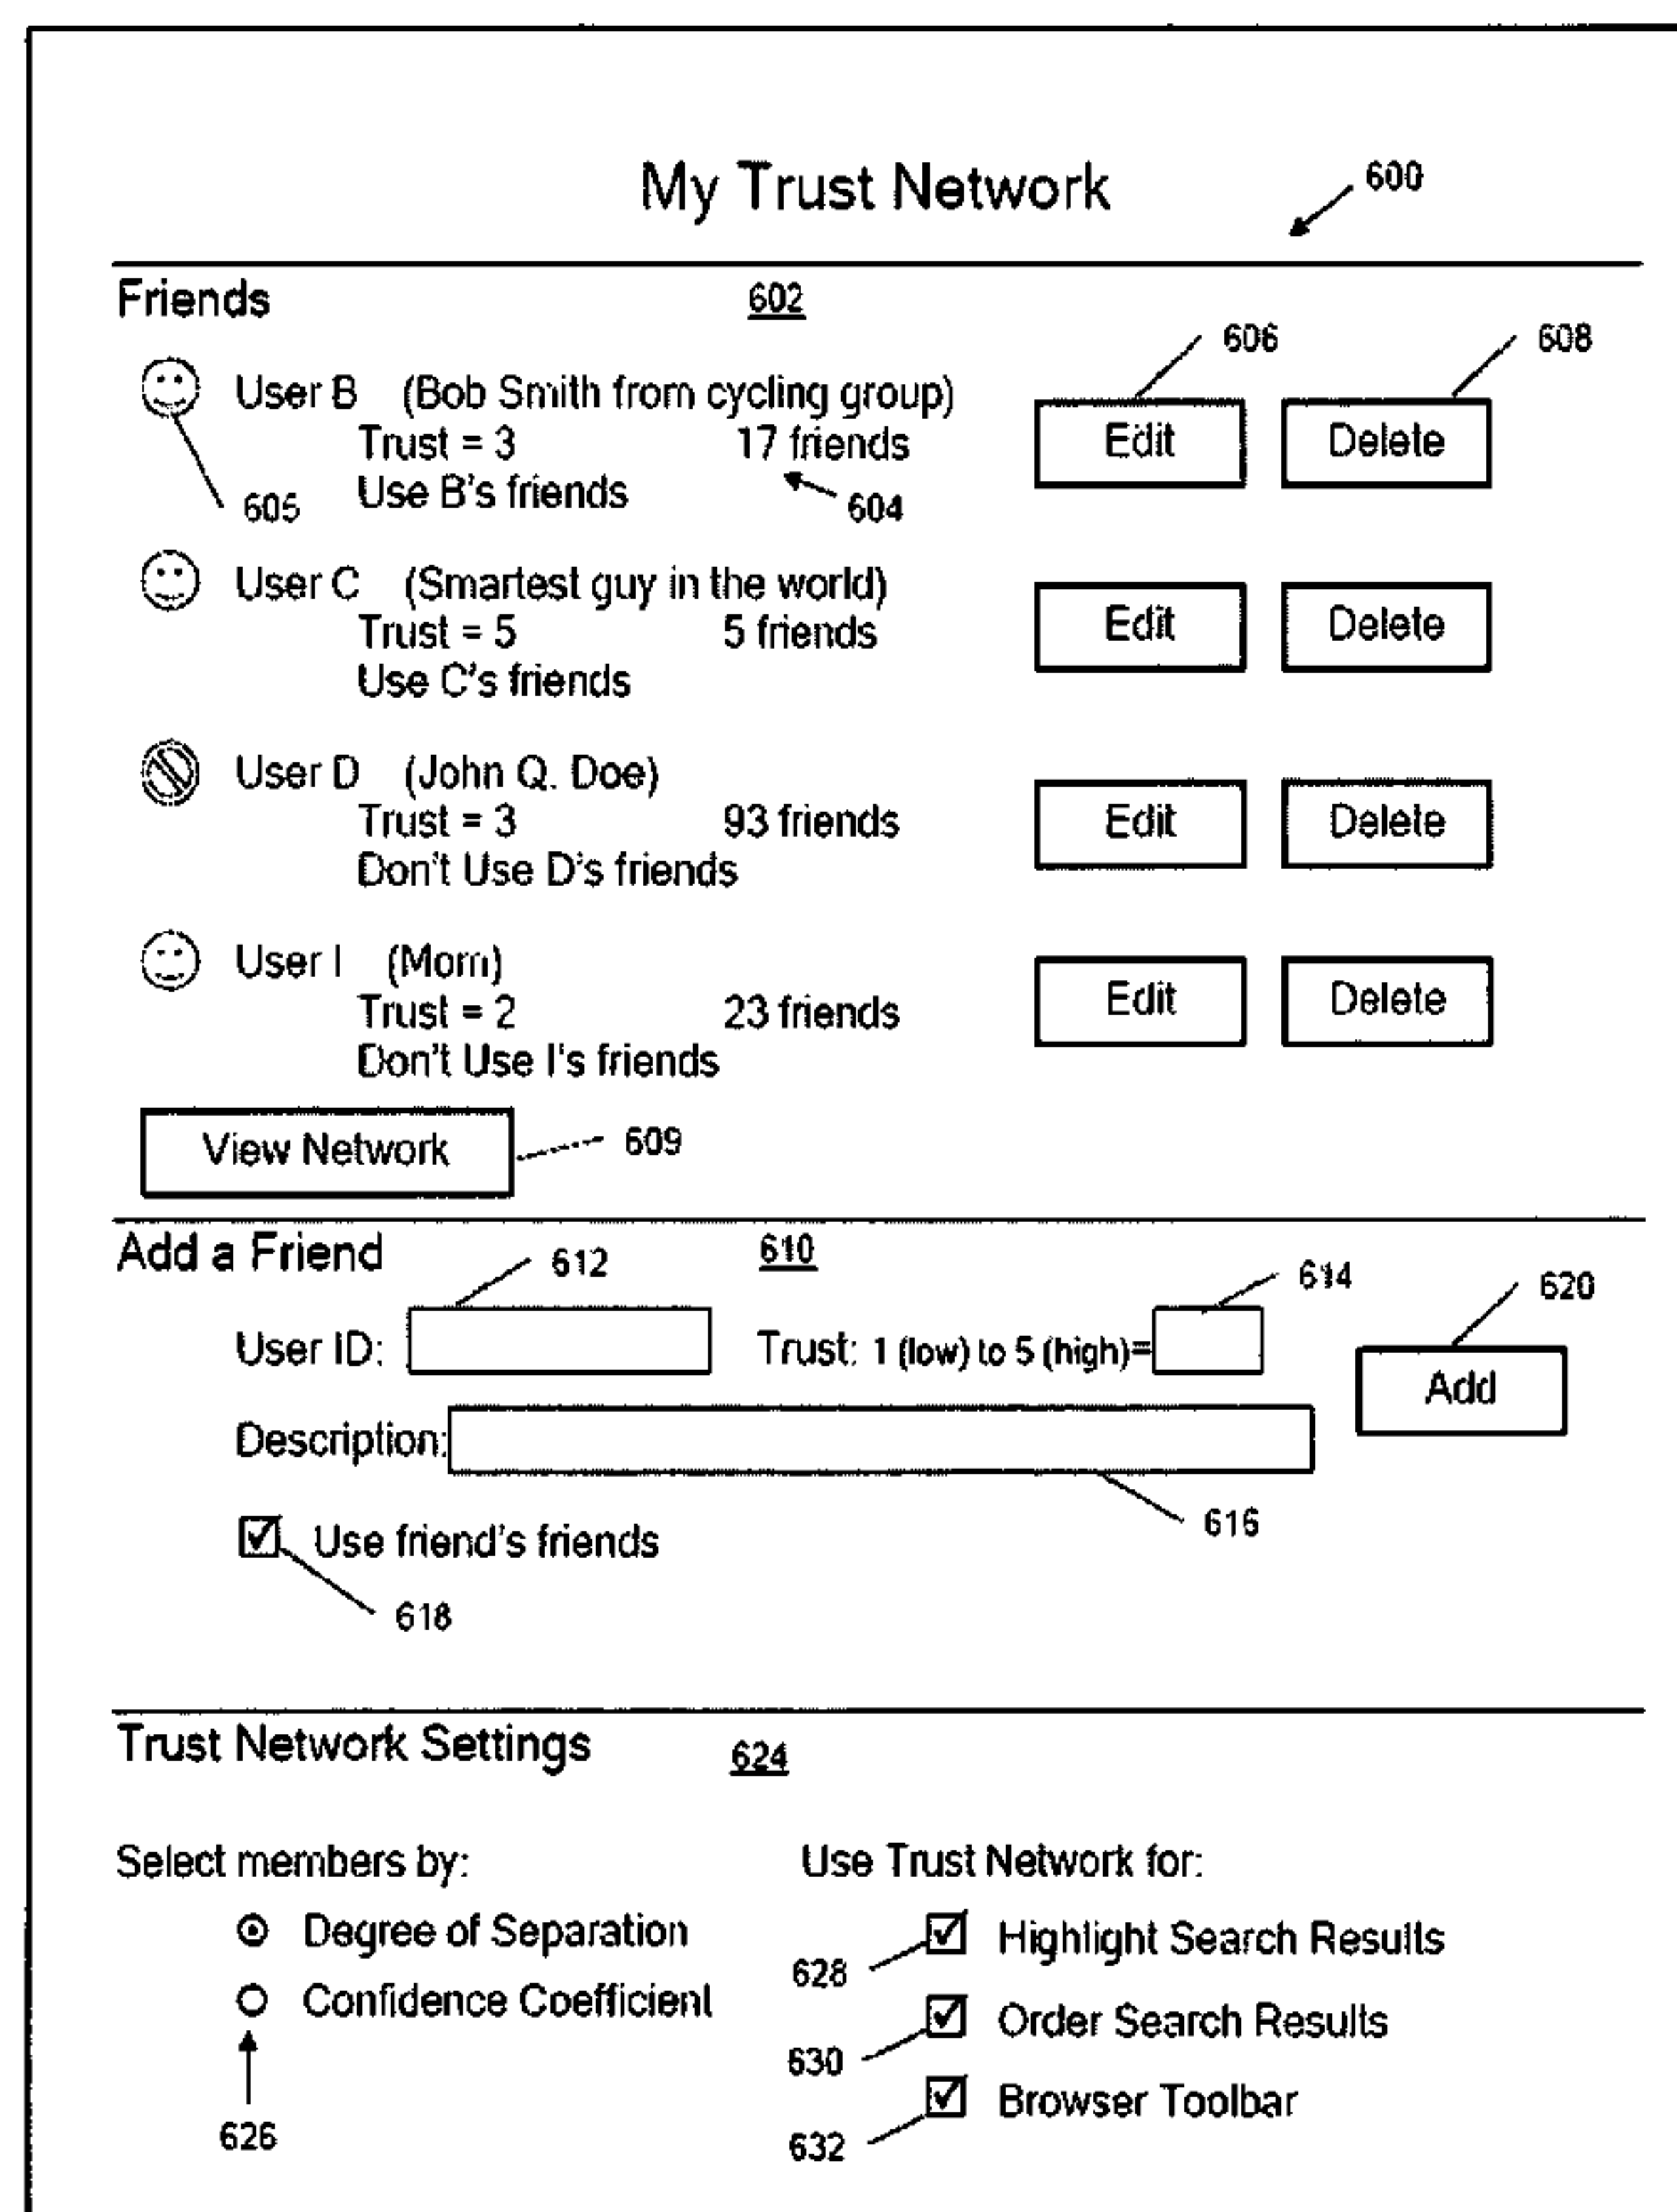 My Trust Network
600
Friends 602
606 608
User B (Bob Smith from cycling group)
Trust = 3 17 friends Edit Delete
Use B's friends
605 604
User C (Smartest guy in the world)
Trust = 5 5 friends Edit Delete
Use C's friends
User D (John Q. Doe)
Trust = 3 93 friends Edit Delete
Don't Use D's friends
User I (Mom)
Trust = 2 23 friends Edit Delete
Don't Use I's friends
View Network 609
Add a Friend 612 610 614 620
User ID: Trust: 1 (low) to 5 (high)=
Add
Description:
616
Use friend's friends
618
Trust Network Settings 624
Select members by: Use Trust Network for:
Degree of Separation Highlight Search Results
628
Confidence Coefficient Order Search Results
630
Browser Toolbar
626 632